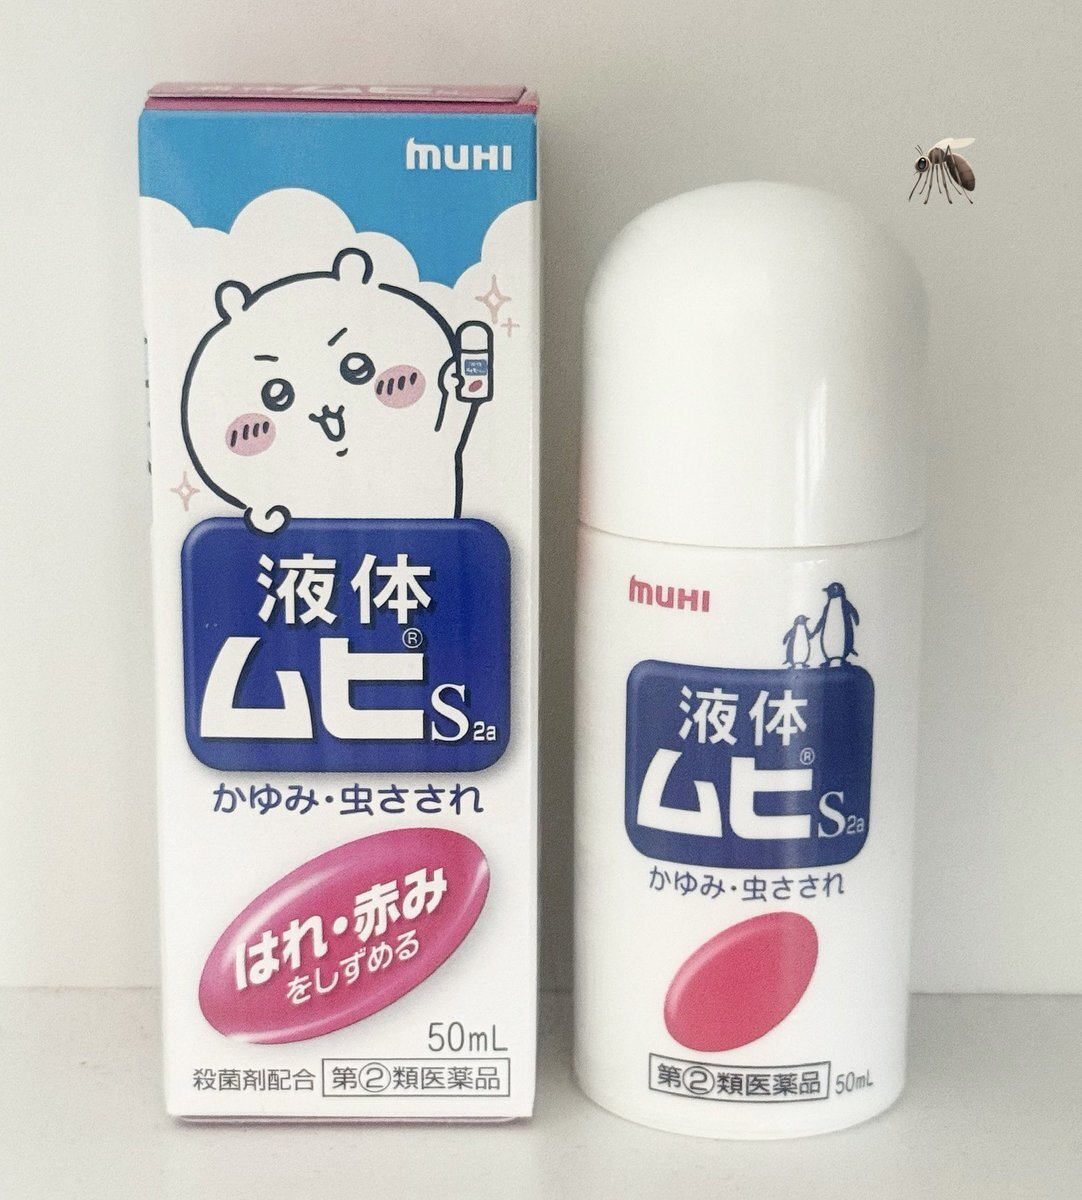 MUHI
液体
ムヒ®S2a
かゆみ・虫さされ
はれ・赤み
をしずめる
50mL
殺菌剤配合 第②類医薬品
MUHI
液体
ムヒ®S2a
かゆみ・虫さされ
第②類医薬品 50mL